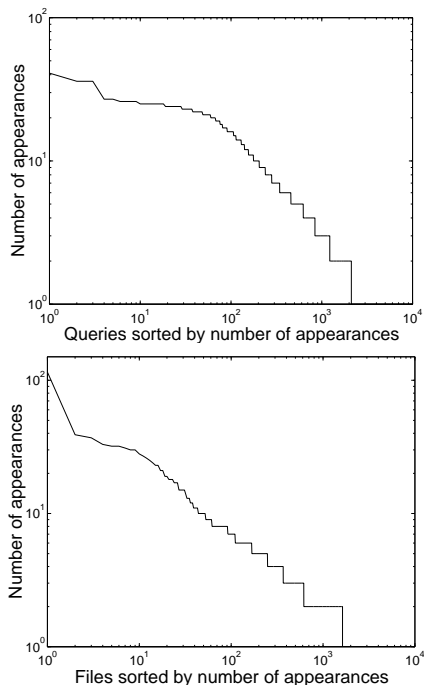 10^2
10^1
10^0
Number of appearances
10^0 10^1 10^2 10^3 10^4
Queries sorted by number of appearances
10^2
10^1
10^0
Number of appearances
10^0 10^1 10^2 10^3 10^4
Files sorted by number of appearances